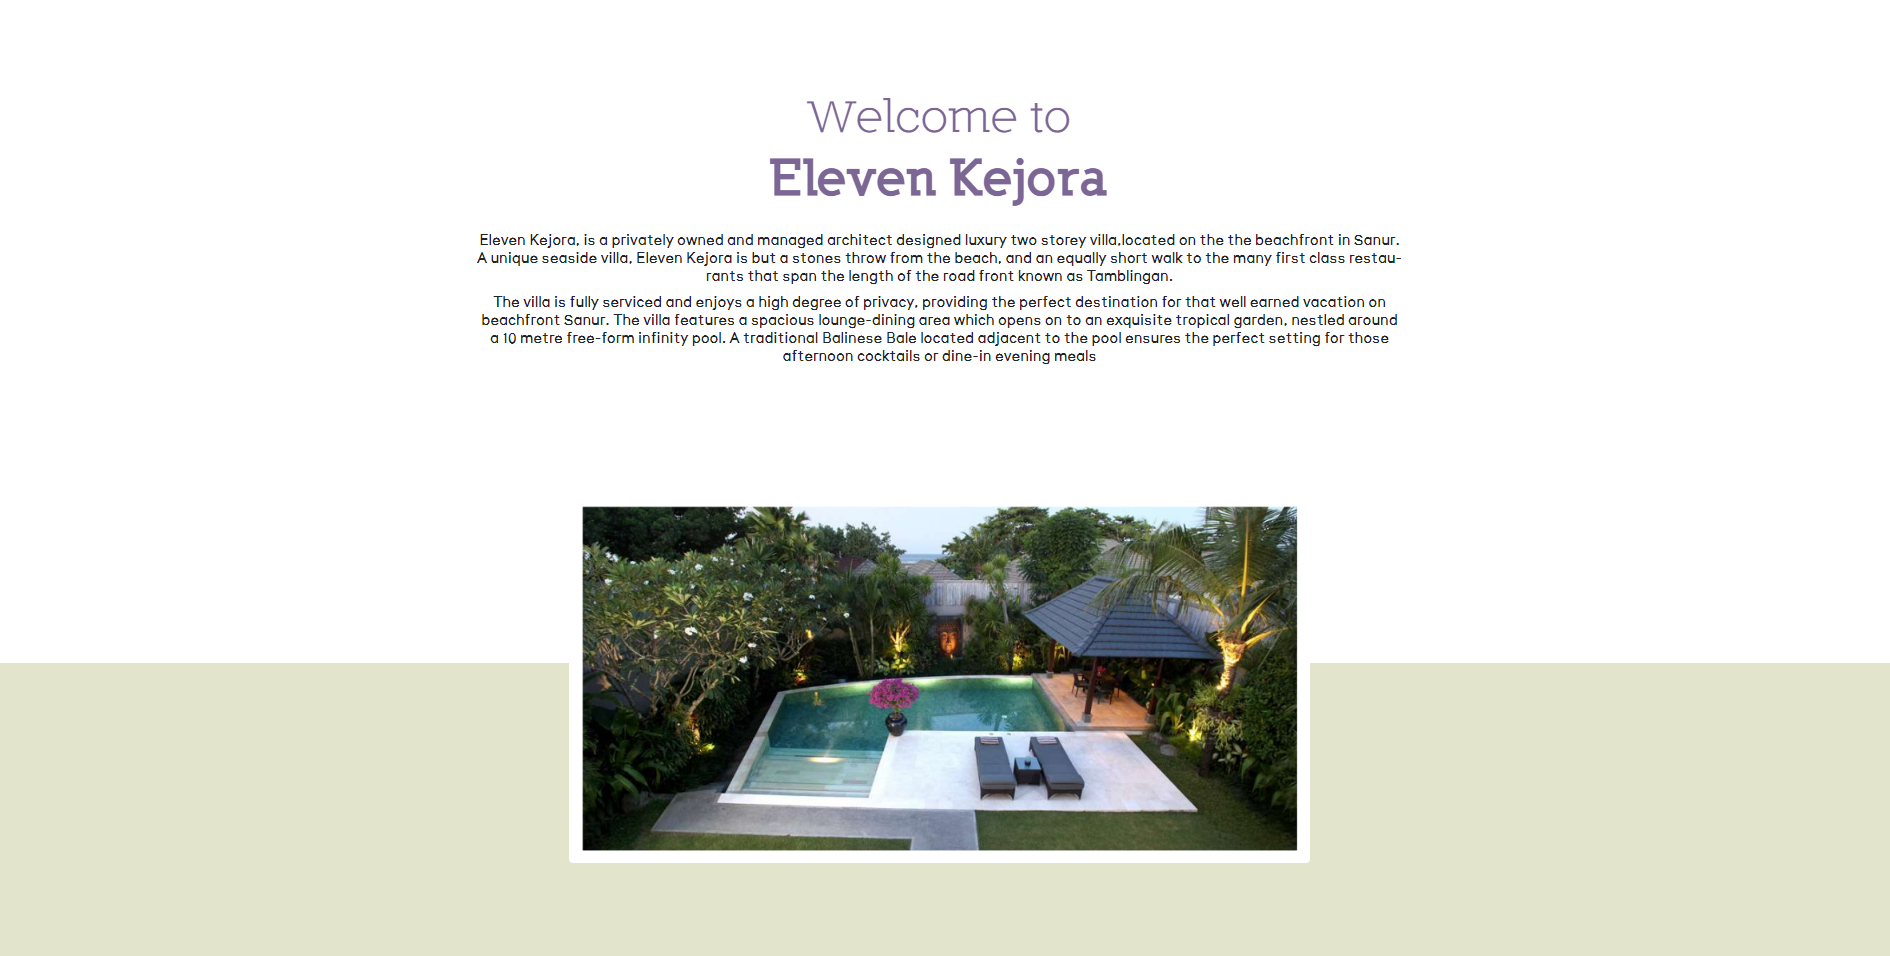 Welcome to
Eleven Kejora
Eleven Kejora, is a privately owned and managed architect designed luxury two storey villa,located on the the beachfront in Sanur.
A unique seaside villa, Eleven Kejora is but a stones throw from the beach, and an equally short walk to the many first class restau-
rants that span the length of the road front known as Tamblingan.
The villa is fully serviced and enjoys a high degree of privacy, providing the perfect destination for that well earned vacation on
beachfront Sanur. The villa features a spacious lounge-dining area which opens on to an exquisite tropical garden, nestled around
a 10 metre free-form infinity pool. A traditional Balinese Bale located adjacent to the pool ensures the perfect setting for those
afternoon cocktails or dine-in evening meals